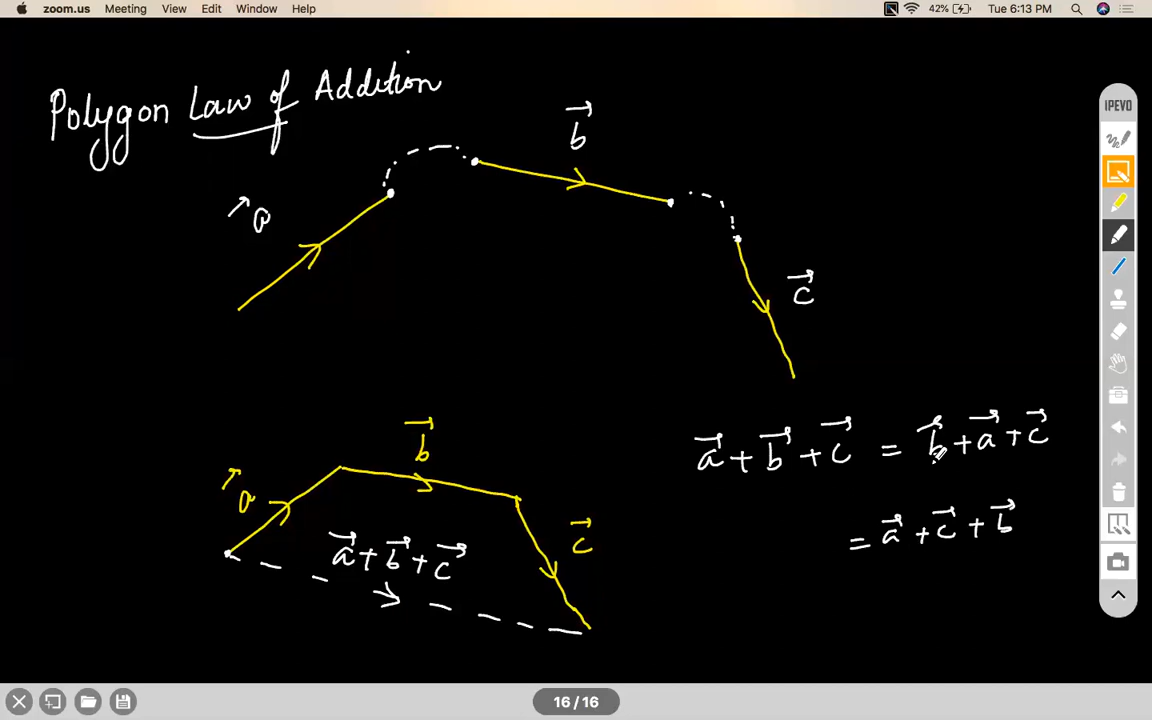 zoom.us Meeting View Edit Window Help 42% Tue 6:13 PM
Polygon Law of Addition
IPEVO
b⃗
a⃗
c⃗
b⃗
a⃗ + b⃗ + c⃗ = b⃗ + a⃗ + c⃗
a⃗
c⃗
= a⃗ + c⃗ + b⃗
a⃗ + b⃗ + c⃗
16 / 16